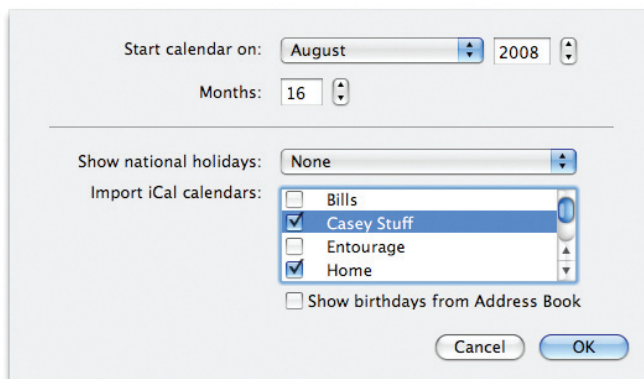 Start calendar on: August 2008
Months: 16
Show national holidays: None
Import iCal calendars: Bills
Casey Stuff
Entourage
Home
Show birthdays from Address Book
Cancel OK